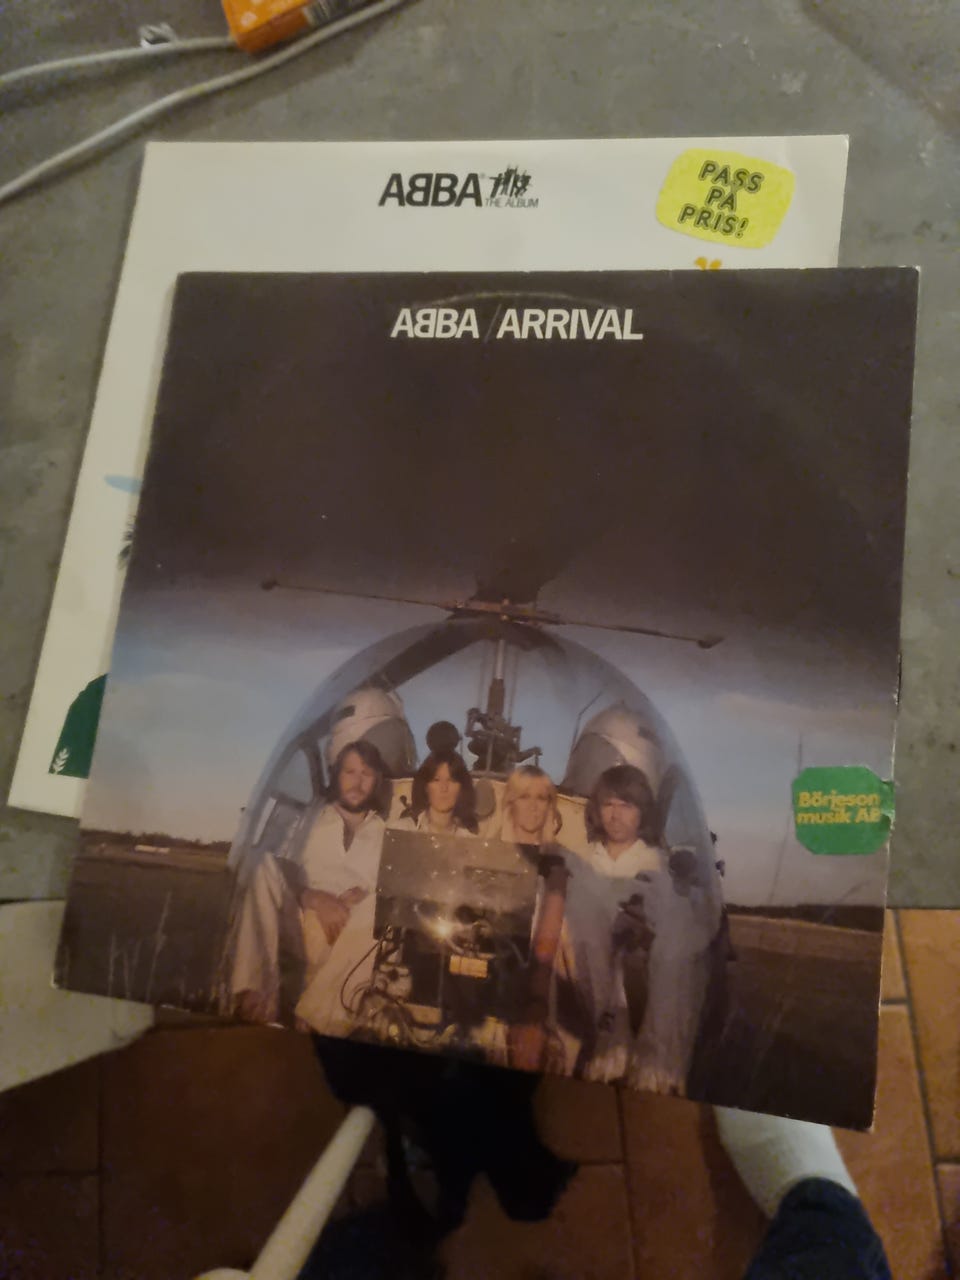 ABBA
THE ALBUM
PASS
PÅ
PRIS!
ABBA/ARRIVAL
Börjeson
musik AB